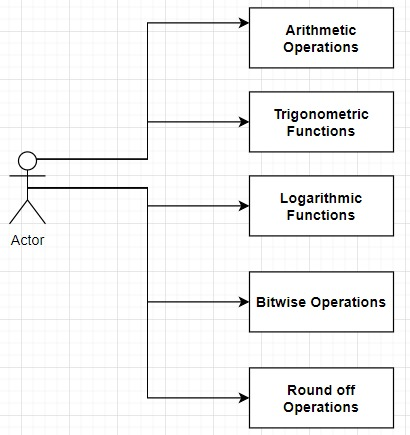 Arithmetic
Operations
Trigonometric
Functions
Actor
Logarithmic
Functions
Bitwise Operations
Round off
Operations